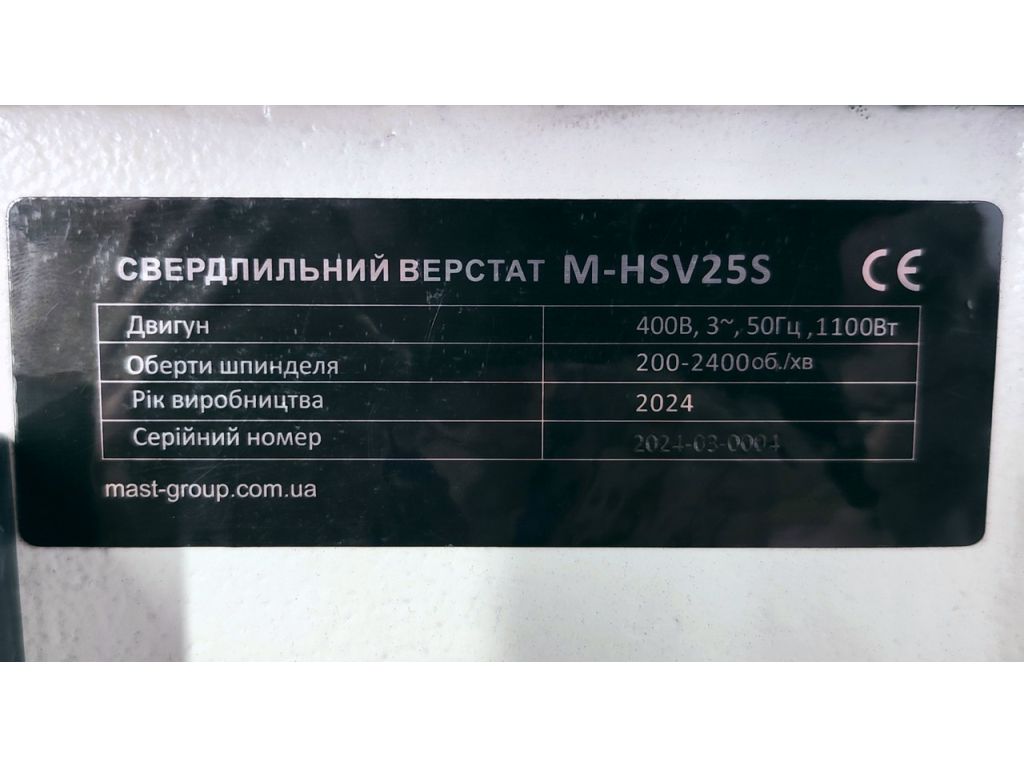 СВЕРДЛИЛЬНИЙ ВЕРСТАТ M-HSV25S CE
Двигун 400В, 3~, 50Гц ,1100Вт
Оберти шпинделя 200-2400об./хв
Рік виробництва 2024
Серійний номер 2024-03-0004
mast-group.com.ua